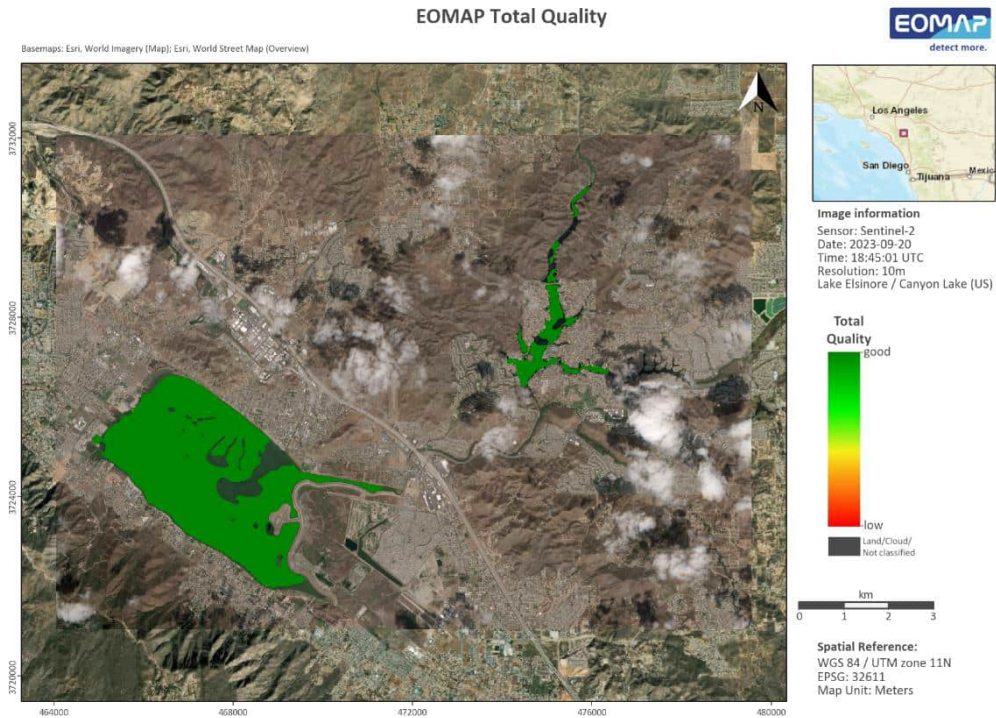 EOMAP Total Quality
EOMAP
detect more.
Basemaps: Esri, World Imagery (Map); Esri, World Street Map (Overview)
N
3732000
3728000
3724000
3720000
464000
468000
472000
476000
480000
Los Angeles
San Diego
Tijuana
Mexic
Image information
Sensor: Sentinel-2
Date: 2023-09-20
Time: 18:45:01 UTC
Resolution: 10m
Lake Elsinore / Canyon Lake (US)
Total
Quality
good
low
Land/Cloud/
Not classified
km
0 1 2 3
Spatial Reference:
WGS 84 / UTM zone 11N
EPSG: 32611
Map Unit: Meters